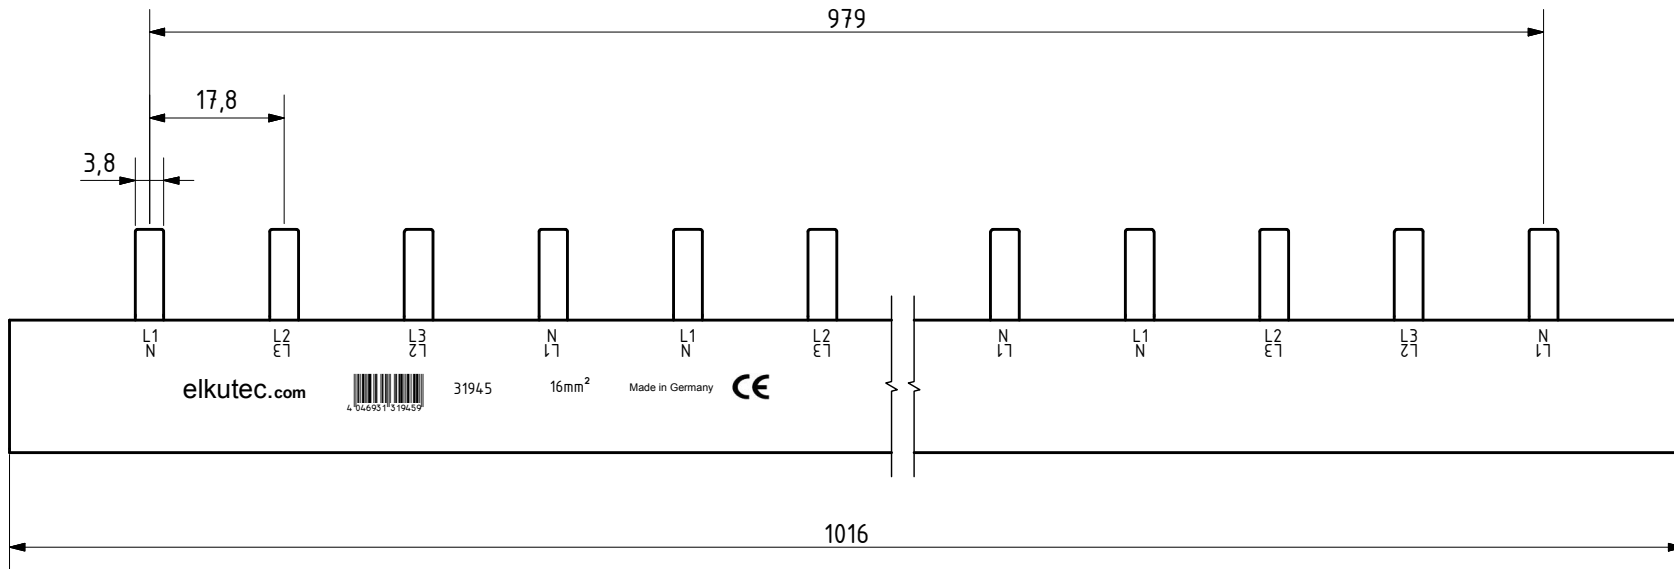 979
17,8
3,8
L1 L2 L3 N L1 L2 N L1 L2 L3 N
N L3 L2 L1 N L3 L1 N L3 L2 L1
elkutec.com 31945 16mm² Made in Germany CE
4 046931 319459
1016